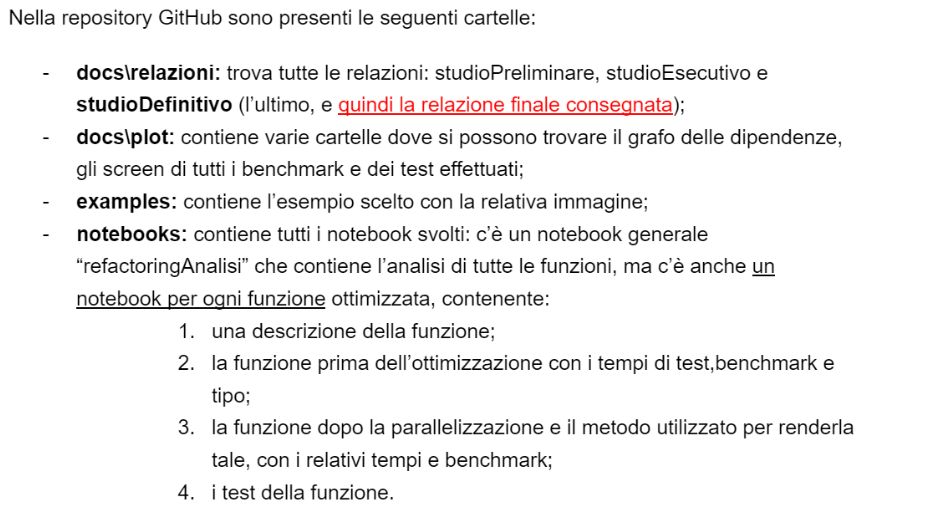 Nella repository GitHub sono presenti le seguenti cartelle:
- docs\relazioni: trova tutte le relazioni: studioPreliminare, studioEsecutivo e
studioDefinitivo (l’ultimo, e quindi la relazione finale consegnata);
- docs\plot: contiene varie cartelle dove si possono trovare il grafo delle dipendenze,
gli screen di tutti i benchmark e dei test effettuati;
- examples: contiene l’esempio scelto con la relativa immagine;
- notebooks: contiene tutti i notebook svolti: c’è un notebook generale
“refactoringAnalisi” che contiene l’analisi di tutte le funzioni, ma c’è anche un
notebook per ogni funzione ottimizzata, contenente:
1. una descrizione della funzione;
2. la funzione prima dell’ottimizzazione con i tempi di test,benchmark e
tipo;
3. la funzione dopo la parallelizzazione e il metodo utilizzato per renderla
tale, con i relativi tempi e benchmark;
4. i test della funzione.